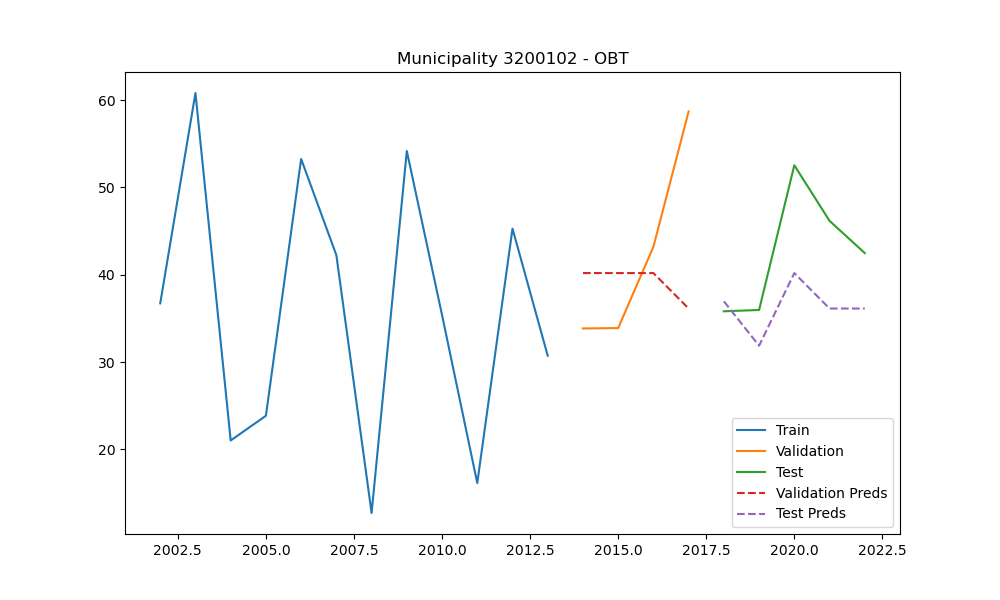 Municipality 3200102 - OBT
60
50
40
30
20
2002.5 2005.0 2007.5 2010.0 2012.5 2015.0 2017.5 2020.0 2022.5
Train
Validation
Test
Validation Preds
Test Preds